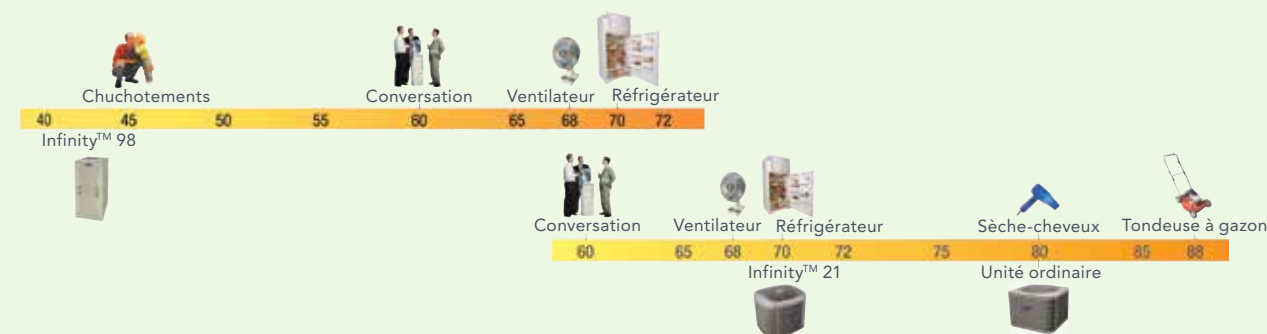 Chuchotements Conversation Ventilateur Réfrigérateur
40 45 50 55 60 65 68 70 72
Infinity™ 98
Conversation Ventilateur Réfrigérateur Sèche-cheveux Tondeuse à gazon
60 65 68 70 72 75 80 85 88
Infinity™ 21 Unité ordinaire